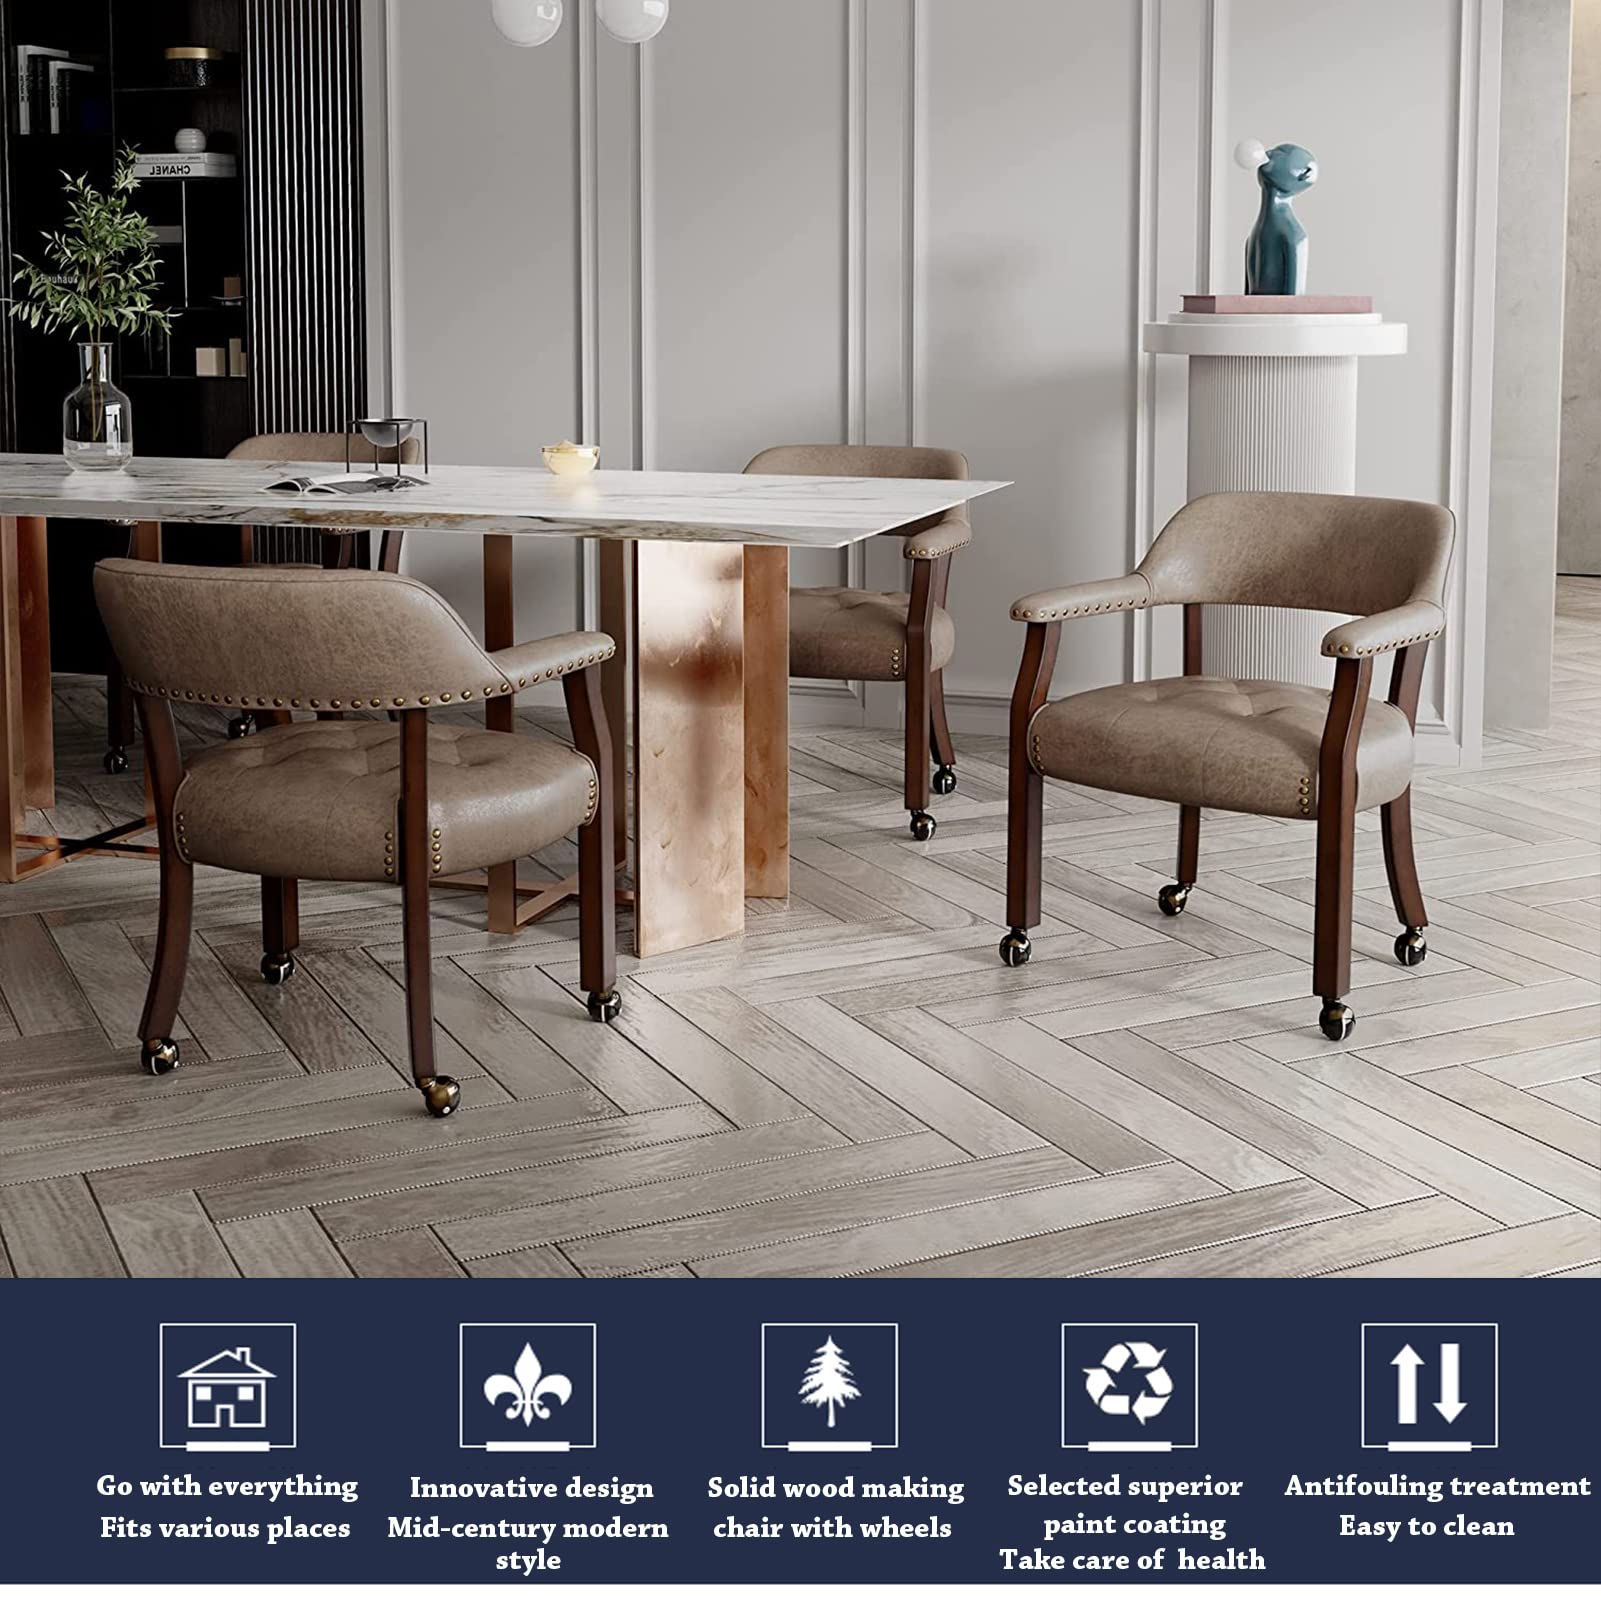 CHANEL
Bauhaus
Go with everything
Fits various places
Innovative design
Mid-century modern
style
Solid wood making
chair with wheels
Selected superior
paint coating
Take care of health
Antifouling treatment
Easy to clean